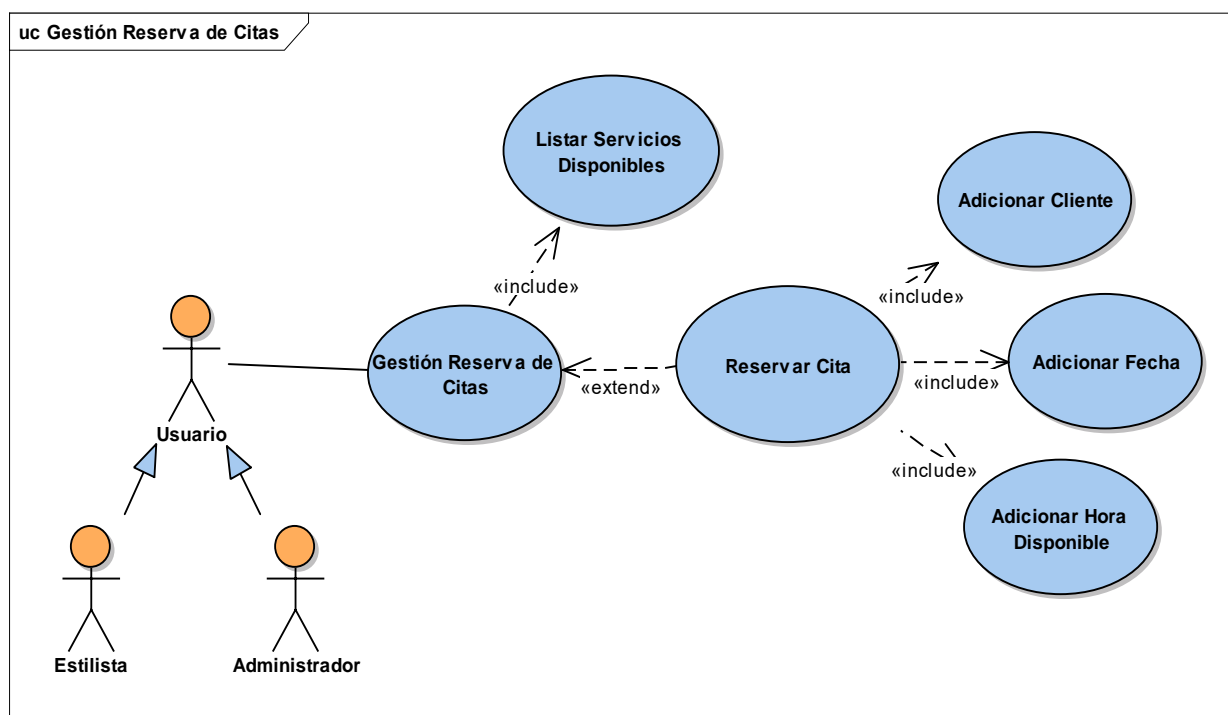 uc Gestión Reserva de Citas
Listar Servicios
Disponibles
Adicionar Cliente
«include»
«include»
Gestión Reserva de
Citas
Reservar Cita
Adicionar Fecha
«extend»
«include»
Usuario
«include»
Adicionar Hora
Disponible
Estilista
Administrador